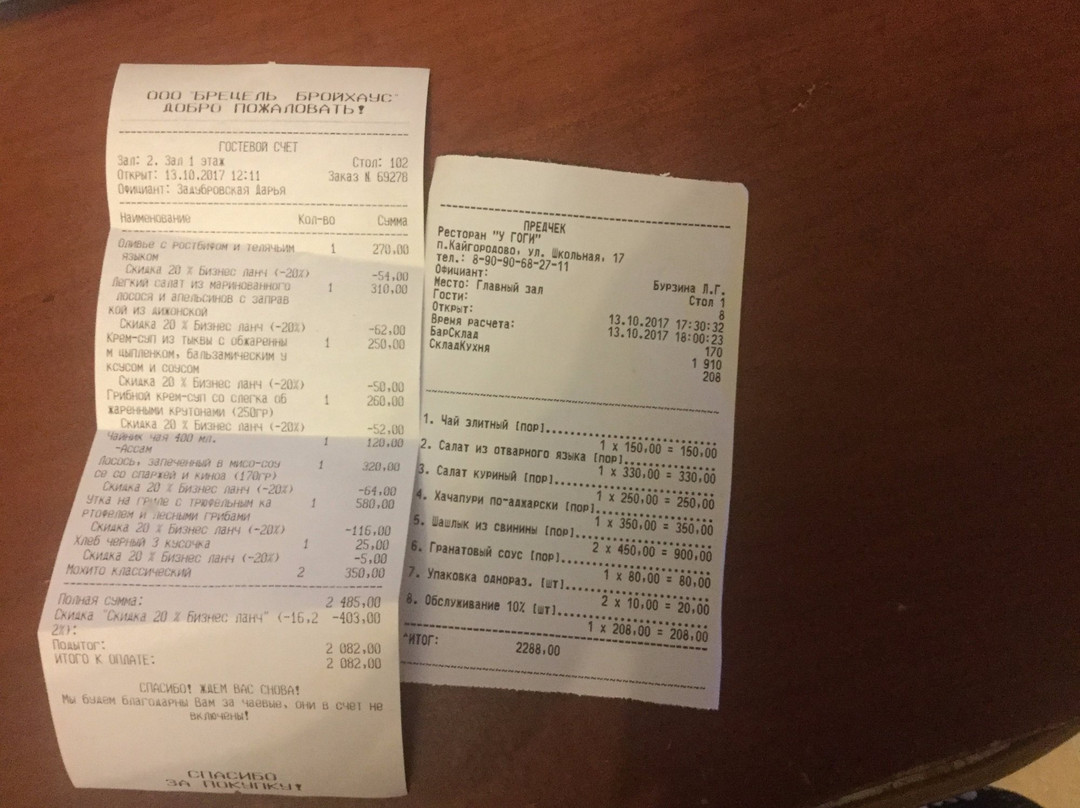 ООО "БРЕЦЕЛЬ БРОЙХАУС"
ДОБРО ПОЖАЛОВАТЬ!
ГОСТЕВОЙ СЧЕТ
Зал: 2. Зал 1 этаж Стол: 102
Открыт: 13.10.2017 12:11 Заказ № 69278
Официант: Задубровская Дарья
Наименование Кол-во Сумма
Оливье с ростбифом и телячьим 1 270,00
языком
Скидка 20 % Бизнес ланч (-20%) -54,00
Легкий салат из маринованного 1 310,00
лосося и апельсинов с заправ
кой из дижонской
Скидка 20 % Бизнес ланч (-20%) -62,00
Крем-суп из тыквы с обжаренны 1 250,00
м цыпленком, бальзамическим у
ксусом и соусом
Скидка 20 % Бизнес ланч (-20%) -50,00
Грибной крем-суп со слегка об 1 260,00
жаренными крутонами (250гр)
Скидка 20 % Бизнес ланч (-20%) -52,00
Чайник чая 400 мл. 1 120,00
-Ассам
Лосось, запеченный в мисо-соу 1 320,00
се со спаржей и киноа (170гр)
Скидка 20 % Бизнес ланч (-20%) -64,00
Утка на гриле с трюфельным ка 1 580,00
ртофелем и лесными грибами
Скидка 20 % Бизнес ланч (-20%) -116,00
Хлеб черный 3 кусочка 1 25,00
Скидка 20 % Бизнес ланч (-20%) -5,00
Мохито классический 2 350,00
Полная сумма: 2 485,00
Скидка "Скидка 20 % Бизнес ланч" (-16,2 -403,00
2%):
Подытог: 2 082,00
ИТОГО К ОПЛАТЕ: 2 082,00
СПАСИБО! ЖДЕМ ВАС СНОВА!
Мы будем благодарны Вам за чаевые, они в счет не
включены!
СПАСИБО
ЗА ПОКУПКУ!
ПРЕДЧЕК
Ресторан "У ГОГИ"
п.Кайгородово, ул. Школьная, 17
тел.: 8-90-90-68-27-11
Официант: Бурзина Л.Г.
Место: Главный зал Стол 1
Гости: 8
Открыт: 13.10.2017 17:30:32
Время расчета: 13.10.2017 18:00:23
БарСклад 170
СкладКухня 1 910
208
1. Чай элитный [пор]
1 x 150,00 = 150,00
2. Салат из отварного языка [пор]
1 x 330,00 = 330,00
3. Салат куриный [пор]
1 x 250,00 = 250,00
4. Хачапури по-аджарски [пор]
1 x 350,00 = 350,00
5. Шашлык из свинины [пор]
2 x 450,00 = 900,00
6. Гранатовый соус [пор]
1 x 80,00 = 80,00
7. Упаковка однораз. [шт]
2 x 10,00 = 20,00
8. Обслуживание 10% [шт]
1 x 208,00 = 208,00
^ИТОГ: 2288,00